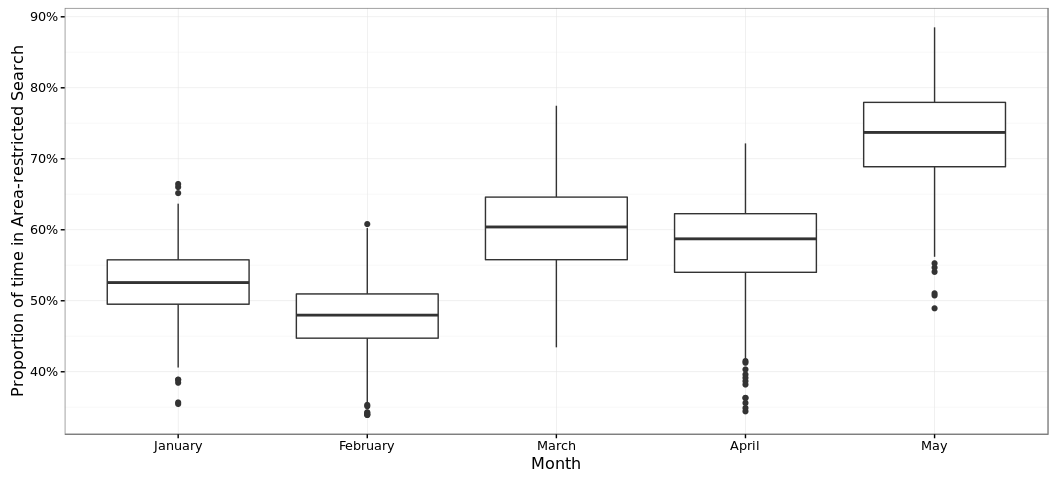 Proportion of time in Area-restricted Search
90%
80%
70%
60%
50%
40%
January February March April May
Month